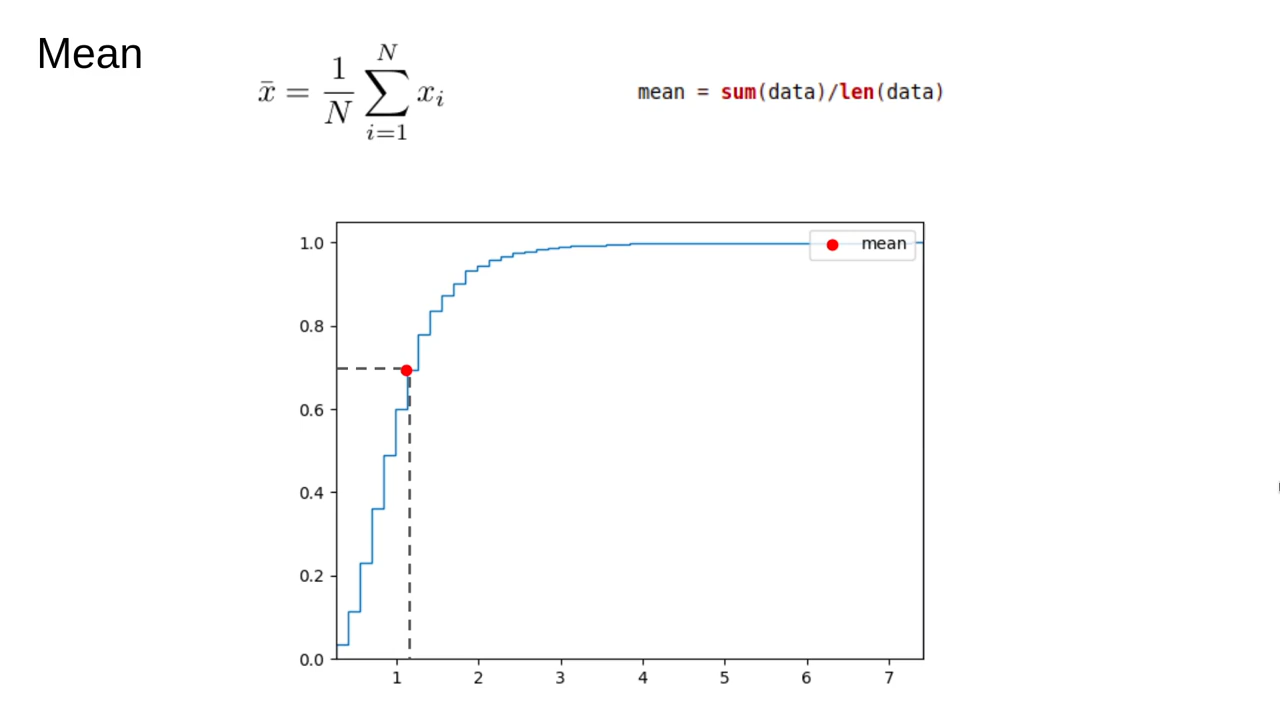 Mean
x̄ = 1/N ∑_{i=1}^{N} x_i
mean = sum(data)/len(data)
mean
1.0
0.8
0.6
0.4
0.2
0.0
1 2 3 4 5 6 7